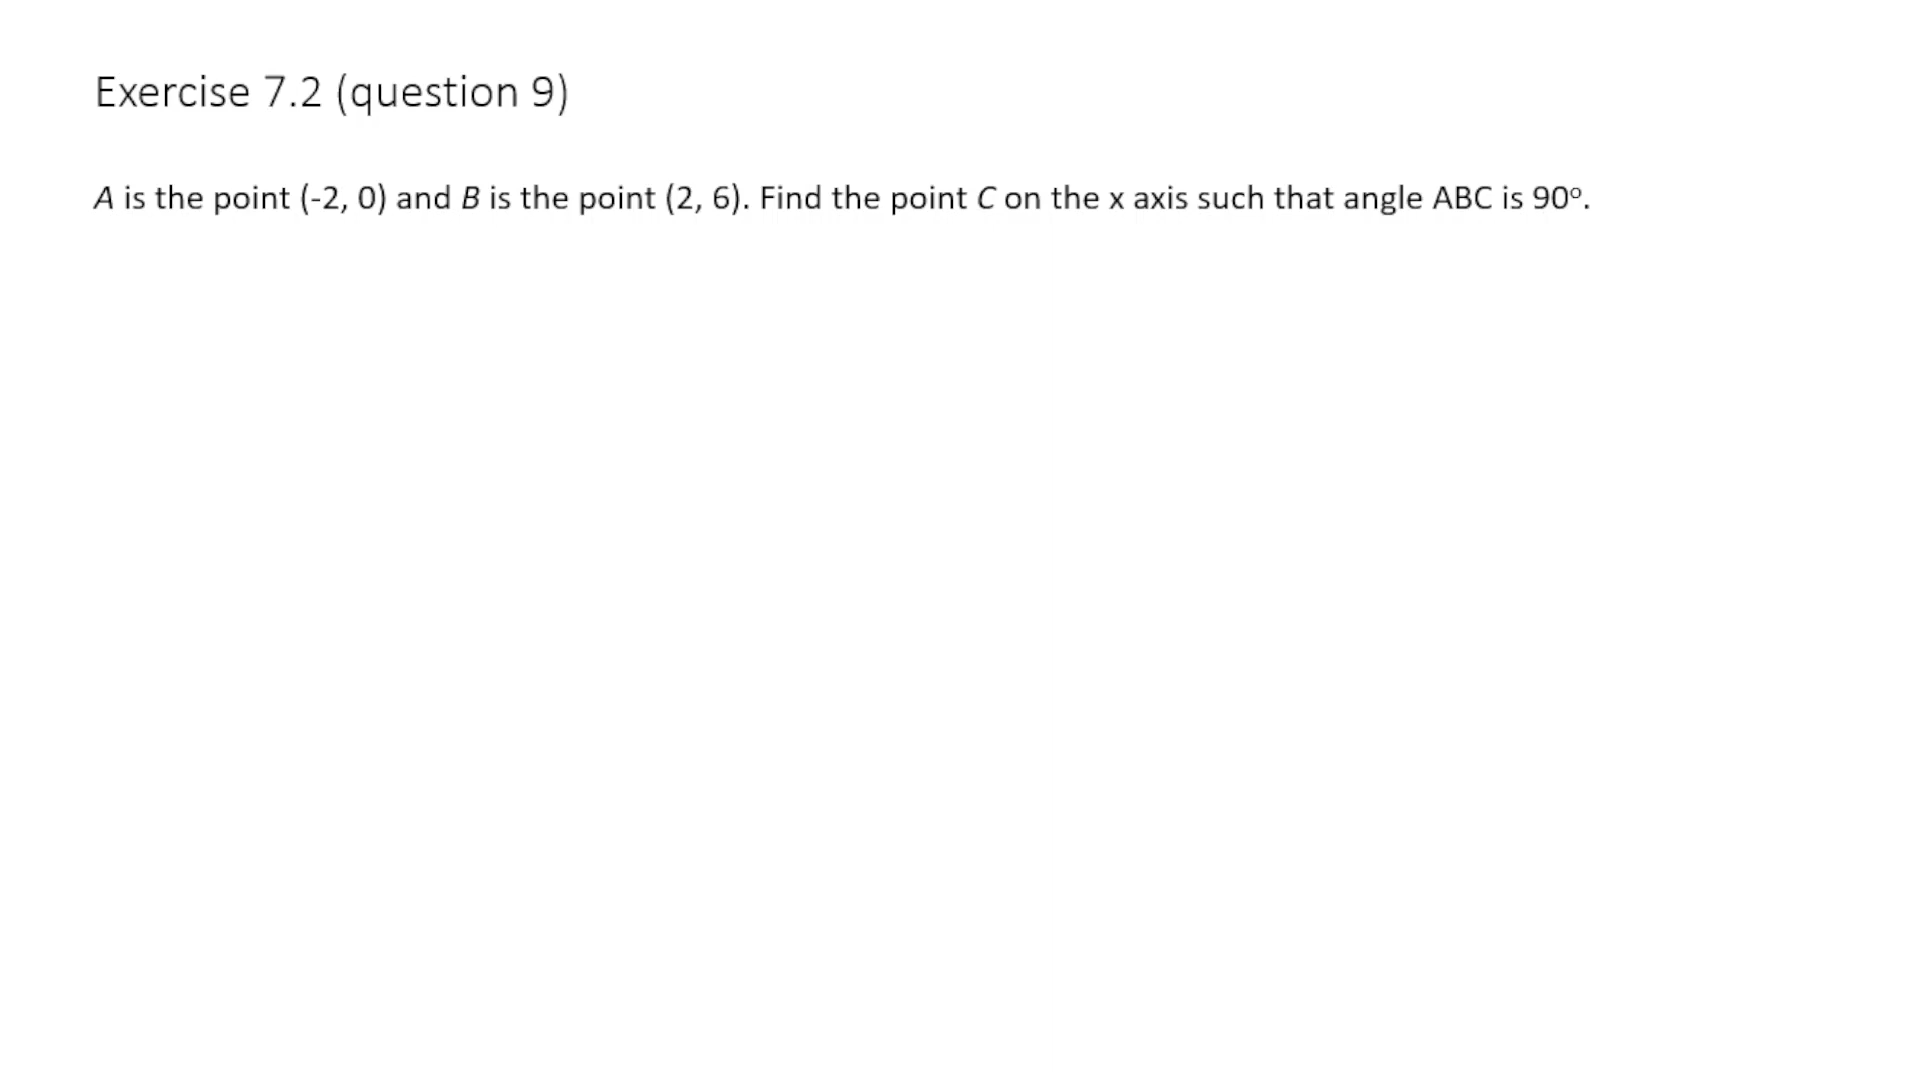 Exercise 7.2 (question 9)
A is the point (-2, 0) and B is the point (2, 6). Find the point C on the x axis such that angle ABC is 90º.